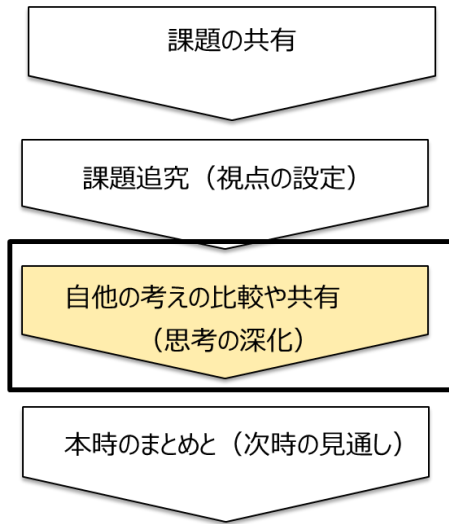 課題の共有
課題追究（視点の設定）
自他の考えの比較や共有
（思考の深化）
本時のまとめと（次時の見通し）